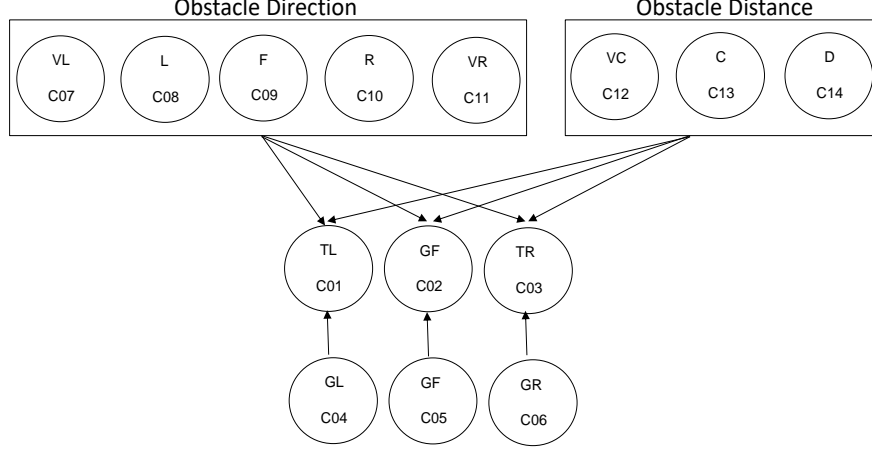 Obstacle Direction
Obstacle Distance
VL
C07
L
C08
F
C09
R
C10
VR
C11
VC
C12
C
C13
D
C14
TL
C01
GF
C02
TR
C03
GL
C04
GF
C05
GR
C06